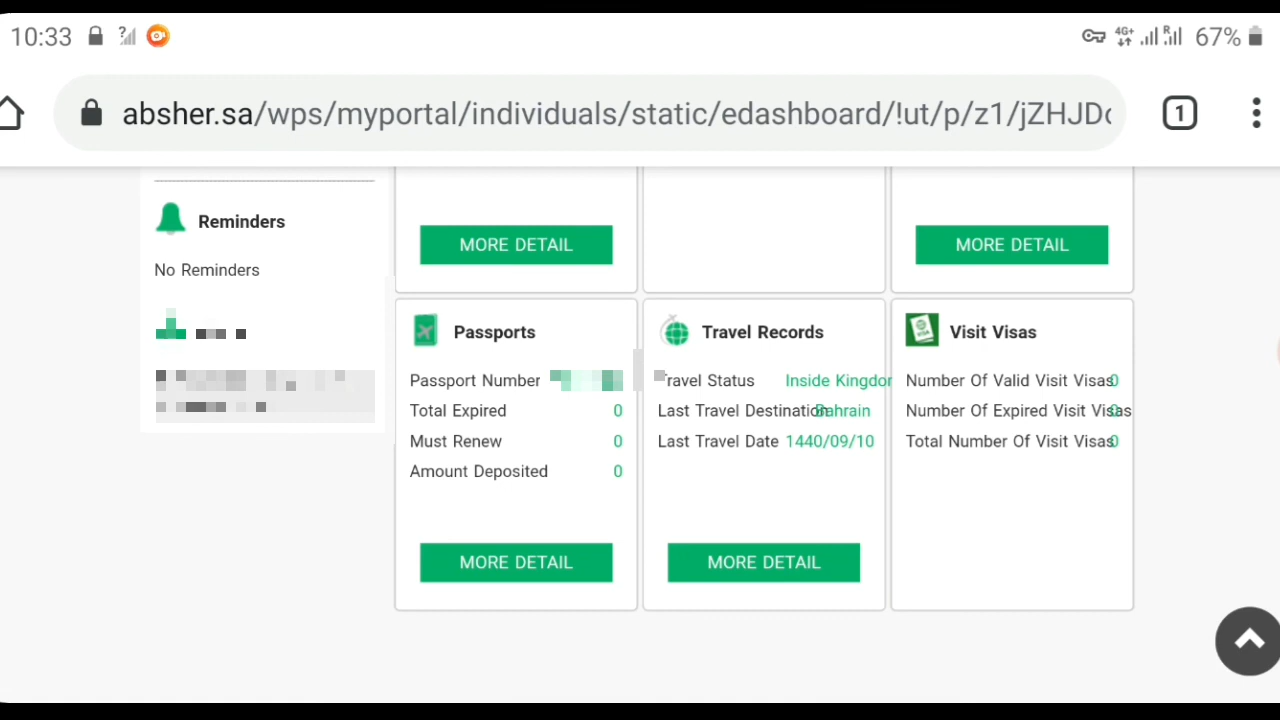 10:33
4G+
R
67%
absher.sa/wps/myportal/individuals/static/edashboard/!ut/p/z1/jZHJD
1
Reminders
No Reminders
MORE DETAIL
MORE DETAIL
Passports
Passport Number
Total Expired 0
Must Renew 0
Amount Deposited 0
MORE DETAIL
Travel Records
Travel Status Inside Kingdom
Last Travel Destination Bahrain
Last Travel Date 1440/09/10
MORE DETAIL
Visit Visas
Number Of Valid Visit Visas 0
Number Of Expired Visit Visas 0
Total Number Of Visit Visas 0